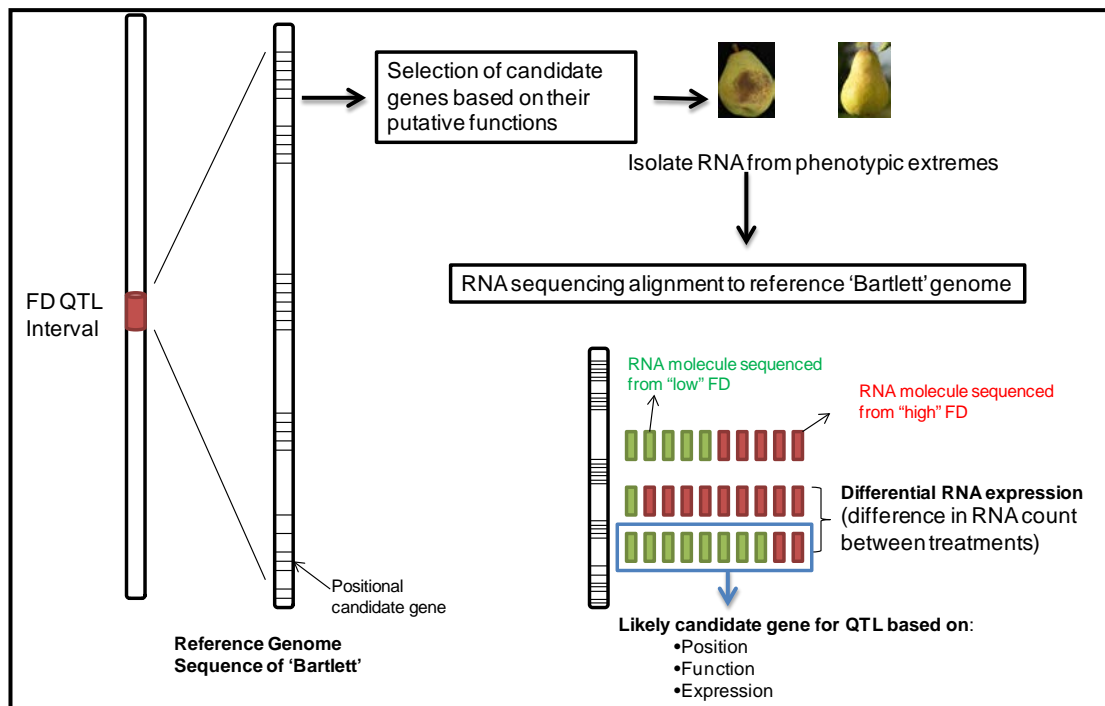 Selection of candidate
genes based on their
putative functions
Isolate RNA from phenotypic extremes
RNA sequencing alignment to reference ‘Bartlett’ genome
FD QTL
Interval
RNA molecule sequenced
from “low” FD
RNA molecule sequenced
from “high” FD
Differential RNA expression
(difference in RNA count
between treatments)
Positional
candidate gene
Reference Genome
Sequence of ‘Bartlett’
Likely candidate gene for QTL based on:
•Position
•Function
•Expression